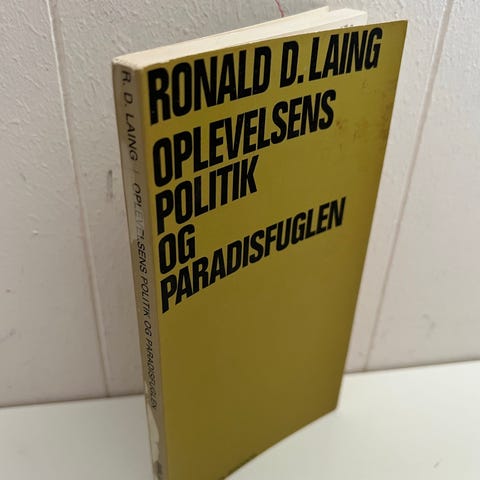 RONALD D. LAING
OPLEVELSENS
POLITIK
OG
PARADISFUGLEN
R. D. LAING / OPLEVELSENS POLITIK OG PARADISFUGLEN